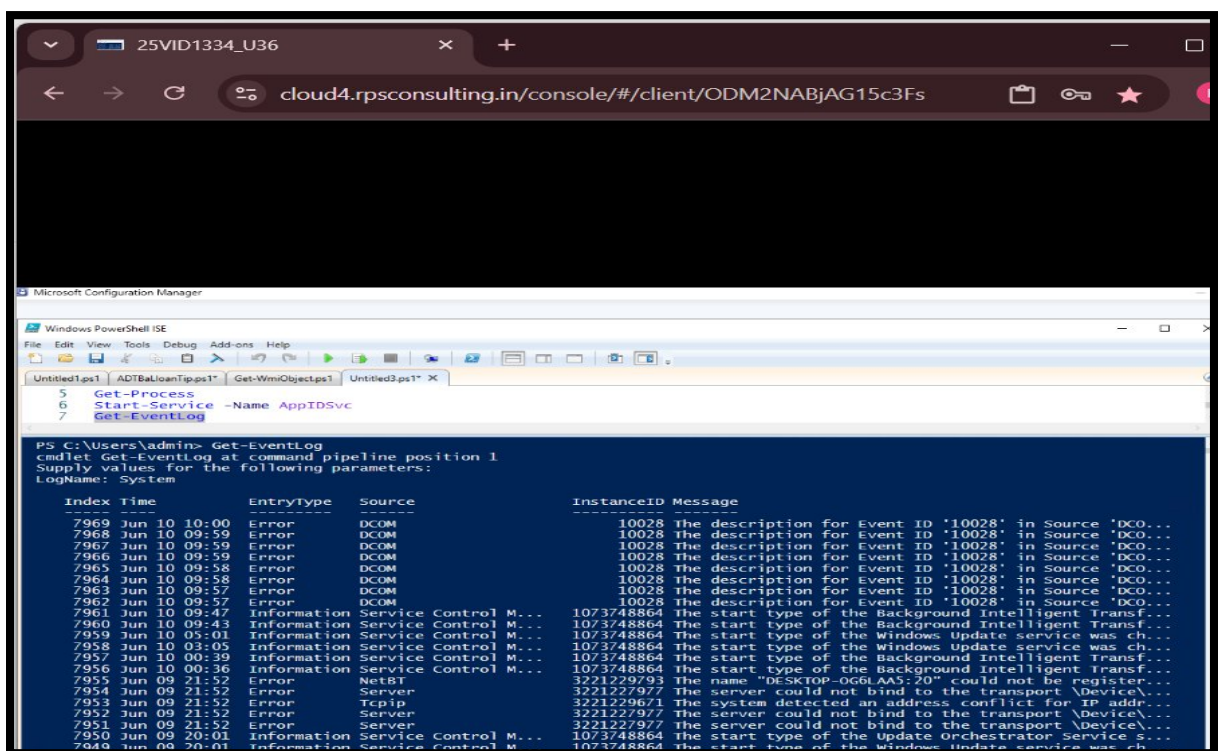 25VID1334_U36
cloud4.rpsconsulting.in/console/#/client/ODM2NABjAG15c3Fs
Microsoft Configuration Manager
Windows PowerShell ISE
File Edit View Tools Debug Add-ons Help
Untitled1.ps1 ADTBaLloanTip.ps1* Get-WmiObject.ps1 Untitled3.ps1* X
5 Get-Process
6 Start-Service -Name AppIDSvc
7 Get-EventLog
PS C:\Users\admin> Get-EventLog
cmdlet Get-EventLog at command pipeline position 1
Supply values for the following parameters:
LogName: System
Index Time EntryType Source InstanceID Message
----- ---- --------- ------ ---------- -------
7969 Jun 10 10:00 Error DCOM 10028 The description for Event ID '10028' in Source 'DCO...
7968 Jun 10 09:59 Error DCOM 10028 The description for Event ID '10028' in Source 'DCO...
7967 Jun 10 09:59 Error DCOM 10028 The description for Event ID '10028' in Source 'DCO...
7966 Jun 10 09:59 Error DCOM 10028 The description for Event ID '10028' in Source 'DCO...
7965 Jun 10 09:58 Error DCOM 10028 The description for Event ID '10028' in Source 'DCO...
7964 Jun 10 09:58 Error DCOM 10028 The description for Event ID '10028' in Source 'DCO...
7963 Jun 10 09:57 Error DCOM 10028 The description for Event ID '10028' in Source 'DCO...
7962 Jun 10 09:57 Error DCOM 10028 The description for Event ID '10028' in Source 'DCO...
7961 Jun 10 09:47 Information Service Control M... 1073748864 The start type of the Background Intelligent Transf...
7960 Jun 10 09:43 Information Service Control M... 1073748864 The start type of the Background Intelligent Transf...
7959 Jun 10 05:01 Information Service Control M... 1073748864 The start type of the Windows Update service was ch...
7958 Jun 10 03:05 Information Service Control M... 1073748864 The start type of the Windows Update service was ch...
7957 Jun 10 00:39 Information Service Control M... 1073748864 The start type of the Background Intelligent Transf...
7956 Jun 10 00:36 Information Service Control M... 1073748864 The start type of the Background Intelligent Transf...
7955 Jun 09 21:52 Error NetBT 3221229793 The name "DESKTOP-0G6LAA5:20" could not be register...
7954 Jun 09 21:52 Error Server 3221227977 The server could not bind to the transport \Device\...
7953 Jun 09 21:52 Error Tcpip 3221229671 The system detected an address conflict for IP addr...
7952 Jun 09 21:52 Error Server 3221227977 The server could not bind to the transport \Device\...
7951 Jun 09 21:52 Error Server 3221227977 The server could not bind to the transport \Device\...
7950 Jun 09 20:01 Information Service Control M... 1073748864 The start type of the Update Orchestrator Service s...
7949 Jun 09 20:01 Information Service Control M... 1073748864 The start type of the Windows Update service was ch...